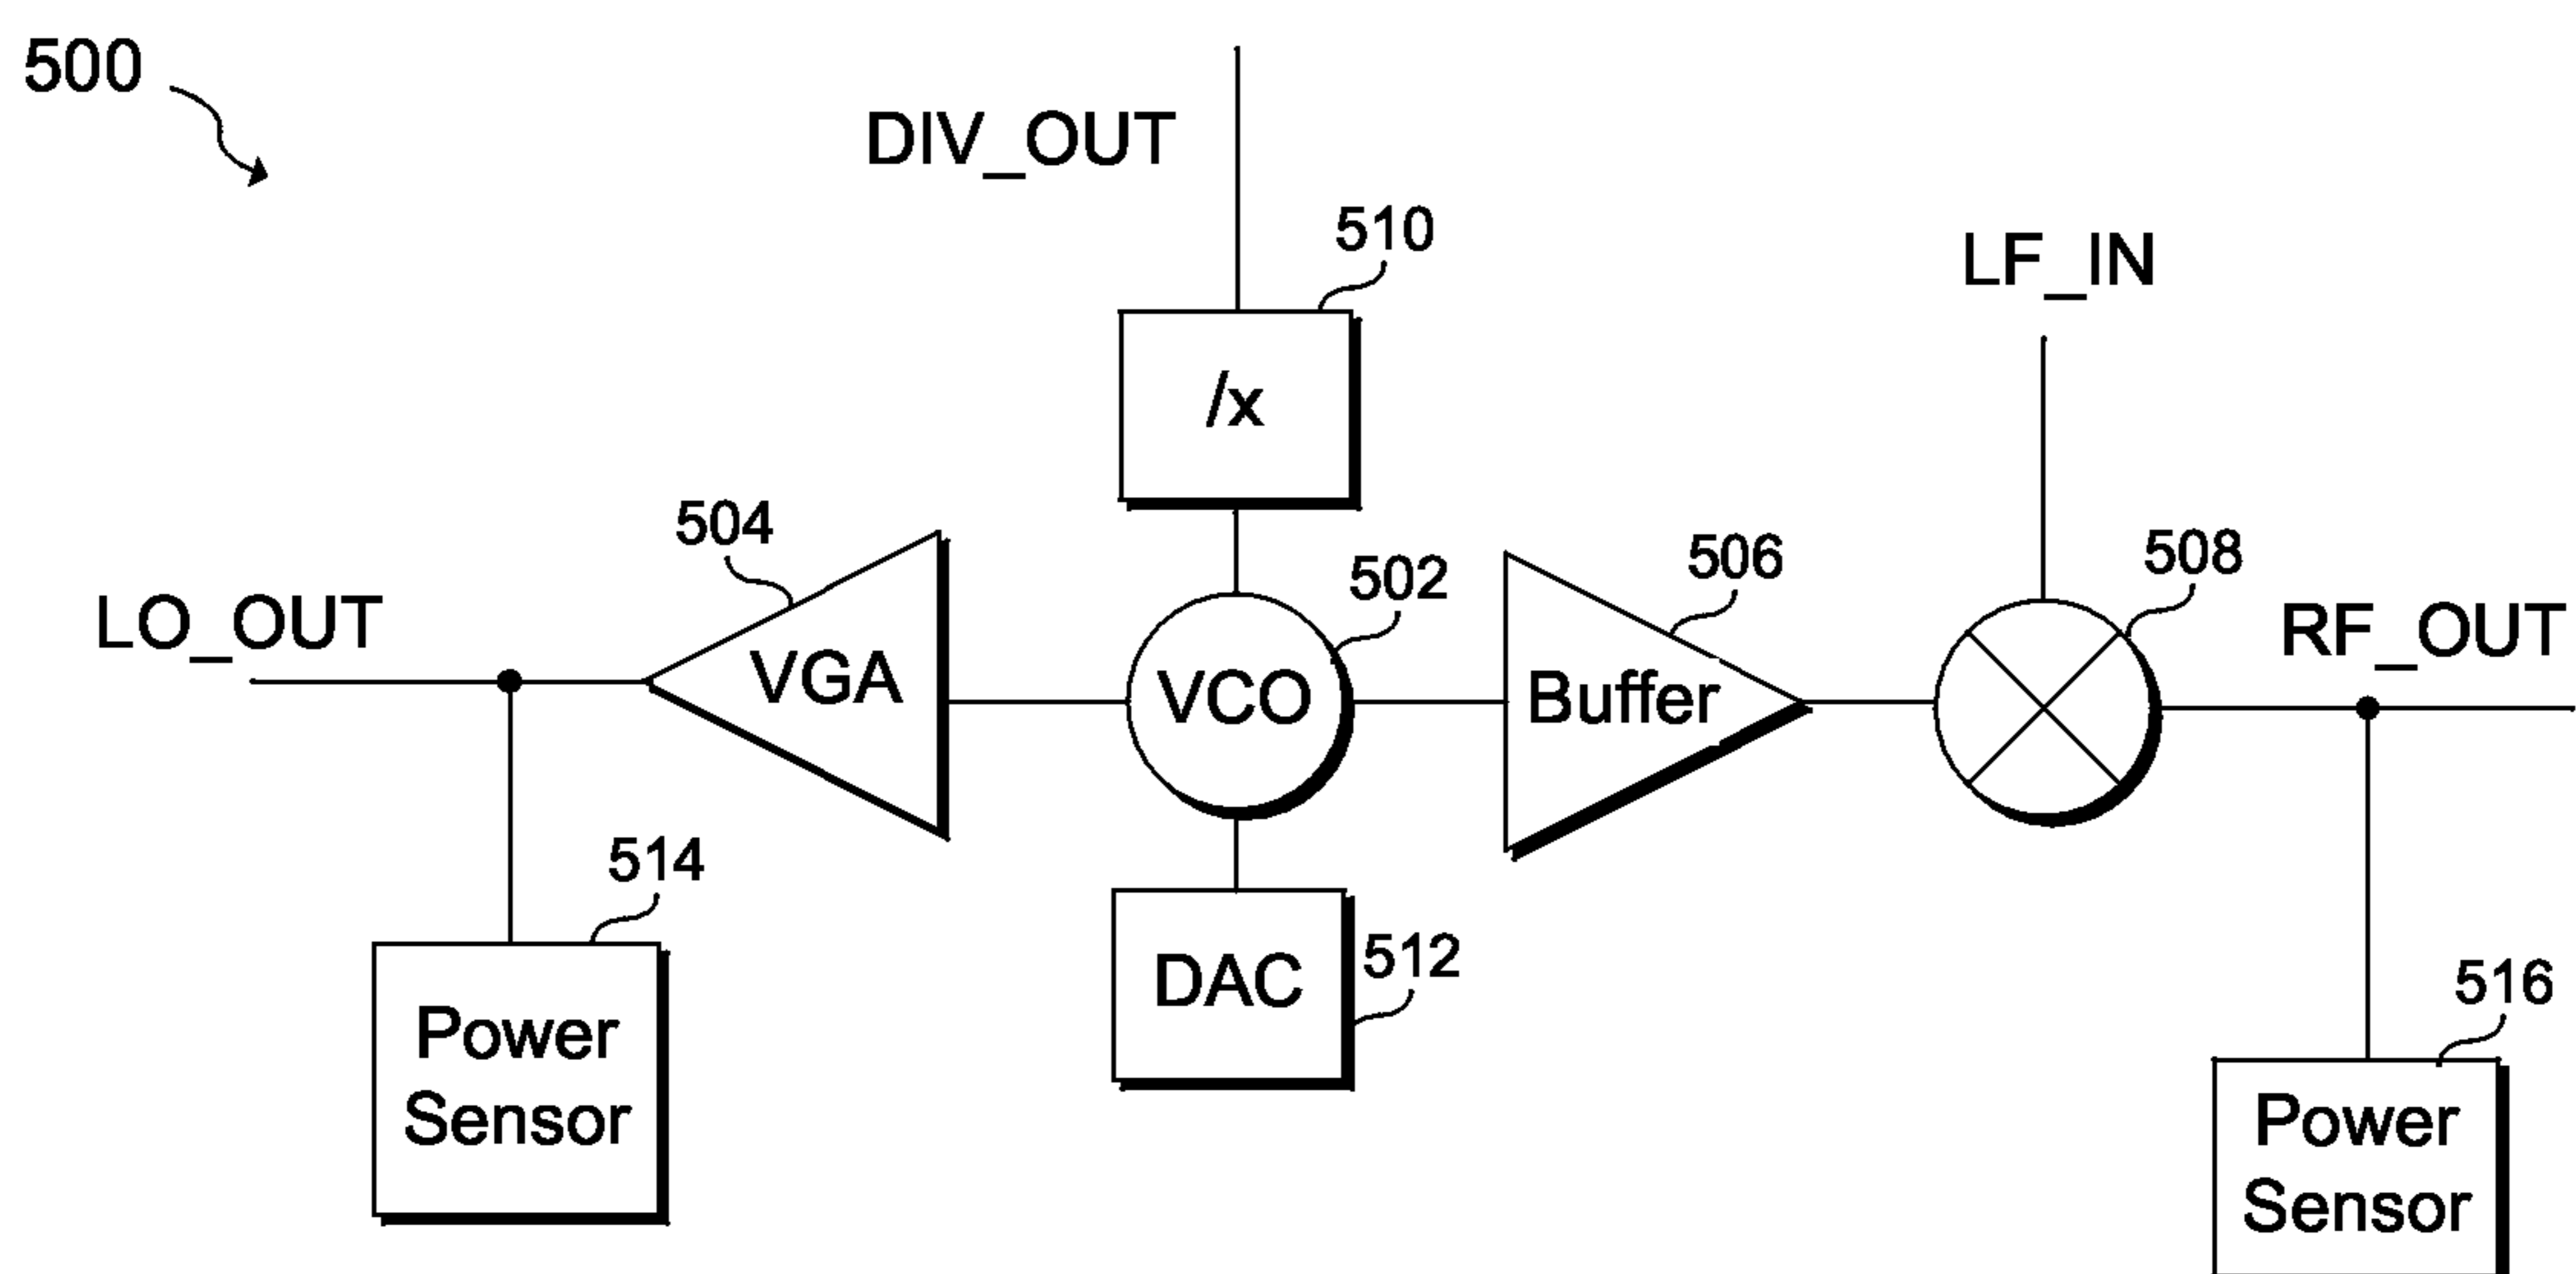 500
DIV_OUT
510
LF_IN
/x
504
506
508
502
LO_OUT
RF_OUT
VGA
VCO
Buffer
514
512
DAC
516
Power
Sensor
Power
Sensor